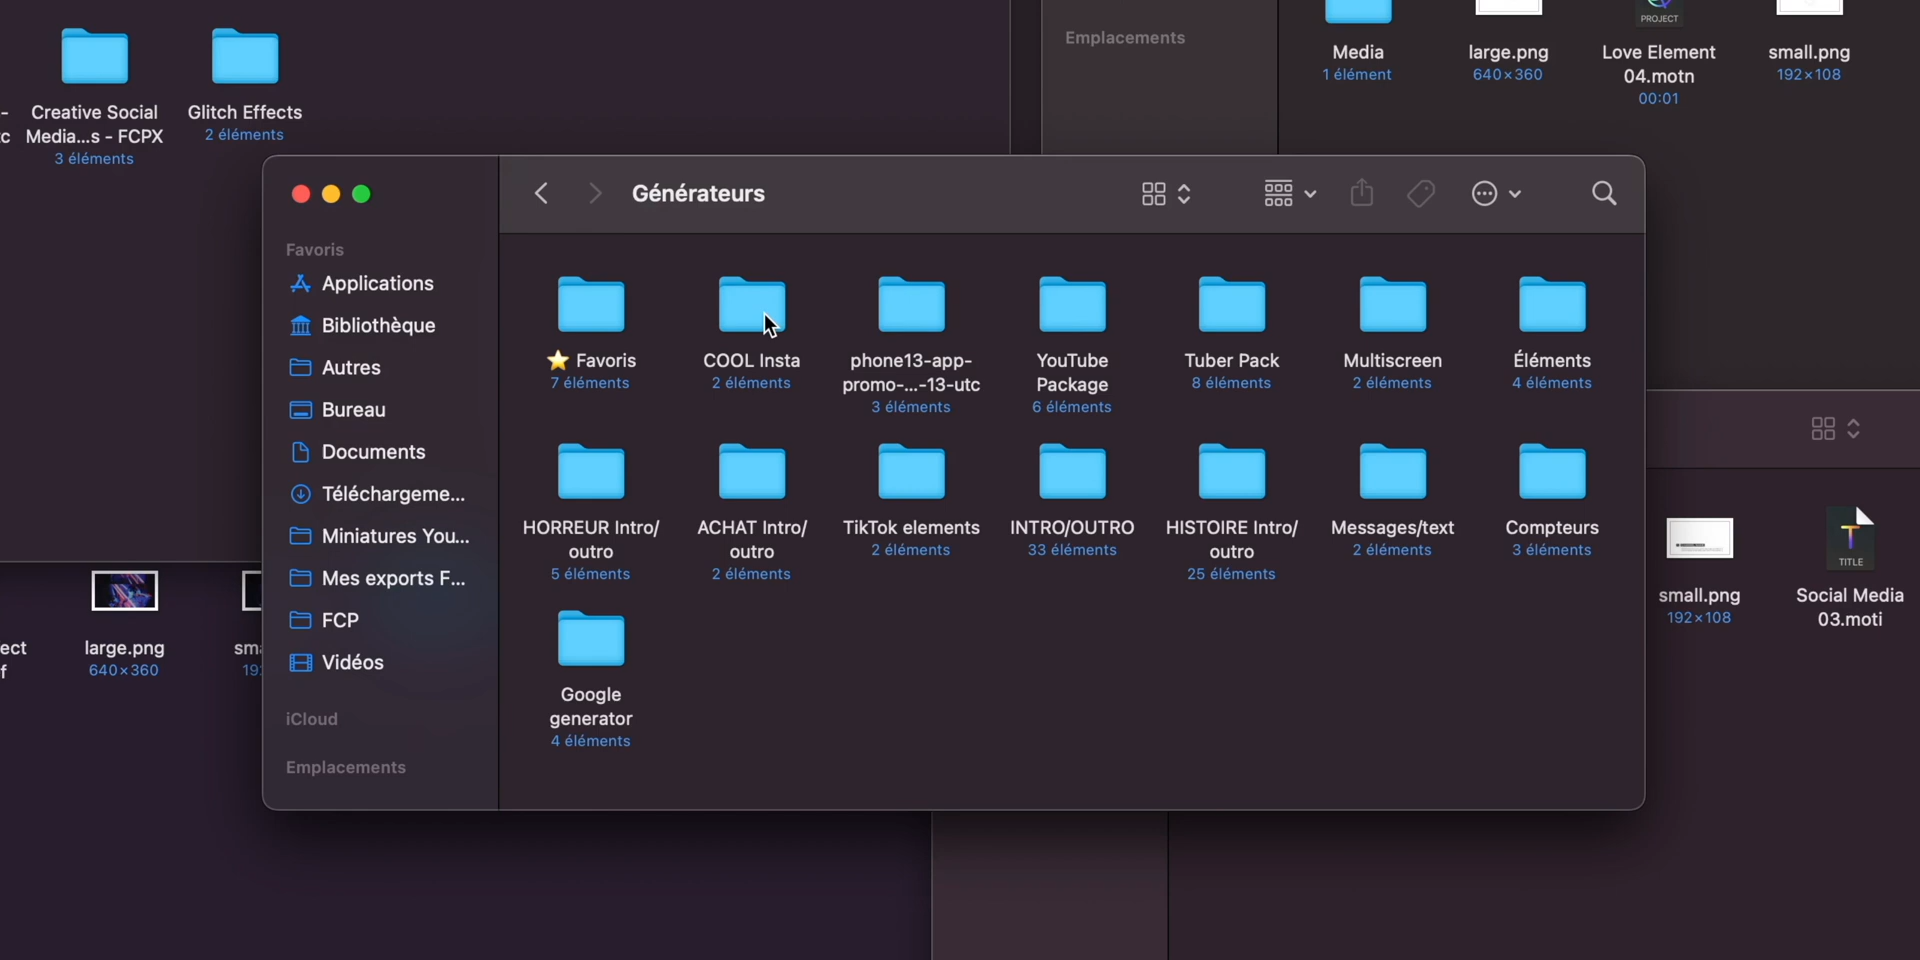 Creative Social
Media...s - FCPX
3 éléments
Glitch Effects
2 éléments
Emplacements
Media
1 élément
large.png
640×360
PROJECT
Love Element
04.motn
00:01
small.png
192×108
Générateurs
Favoris
Applications
Bibliothèque
Autres
Bureau
Documents
Téléchargeme...
Miniatures You...
Mes exports F...
FCP
Vidéos
iCloud
Emplacements
⭐ Favoris
7 éléments
COOL Insta
2 éléments
phone13-app-
promo-...-13-utc
3 éléments
YouTube
Package
6 éléments
Tuber Pack
8 éléments
Multiscreen
2 éléments
Éléments
4 éléments
HORREUR Intro/
outro
5 éléments
ACHAT Intro/
outro
2 éléments
TikTok elements
2 éléments
INTRO/OUTRO
33 éléments
HISTOIRE Intro/
outro
25 éléments
Messages/text
2 éléments
Compteurs
3 éléments
Google
generator
4 éléments
large.png
640×360
small.png
192×108
TITLE
Social Media
03.moti